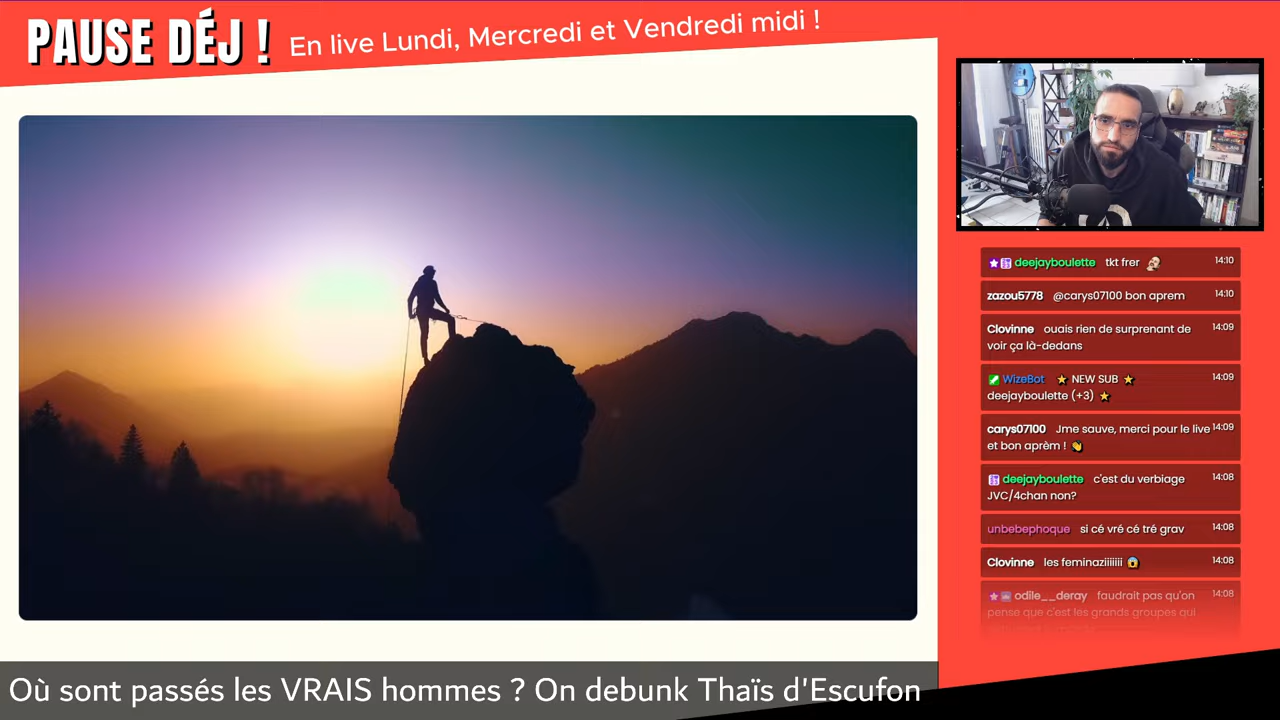 PAUSE DÉJ !
En live Lundi, Mercredi et Vendredi midi !
deejayboulette tkt frer 14:10
zazou5778 @carys07100 bon aprem 14:10
Clovinne ouais rien de surprenant de 14:09
voir ça là-dedans
WizeBot NEW SUB 14:09
deejayboulette (+3)
carys07100 Jme sauve, merci pour le live 14:09
et bon aprèm !
deejayboulette c'est du verbiage 14:08
JVC/4chan non?
unbebephoque si cé vré cé tré grav 14:08
Clovinne les feminaziiiiiii 14:08
odile__deray faudrait pas qu'on 14:08
pense que c'est les grands groupes qui
Où sont passés les VRAIS hommes ? On debunk Thaïs d'Escufon